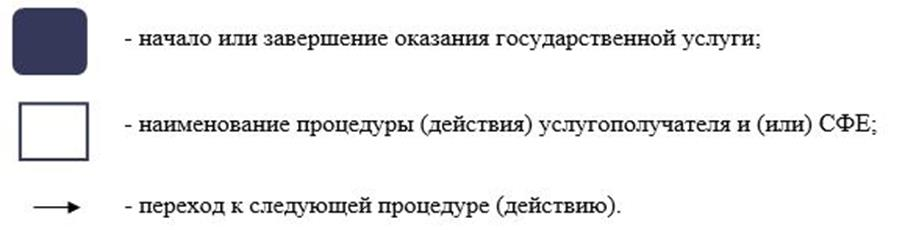 - начало или завершение оказания государственной услуги;
- наименование процедуры (действия) услугополучателя и (или) СФЕ;
- переход к следующей процедуре (действию).